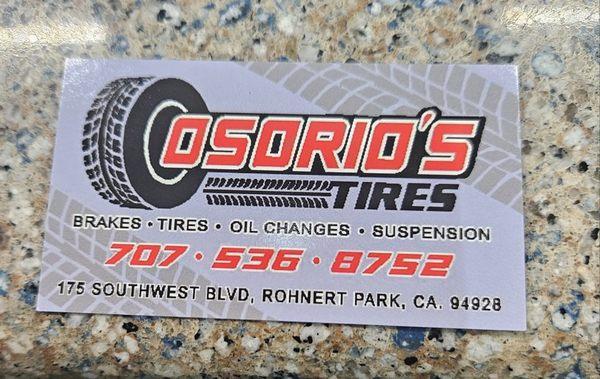 OSORIO'S
TIRES
BRAKES • TIRES • OIL CHANGES • SUSPENSION
707 • 536 • 8752
175 SOUTHWEST BLVD, ROHNERT PARK, CA. 94928